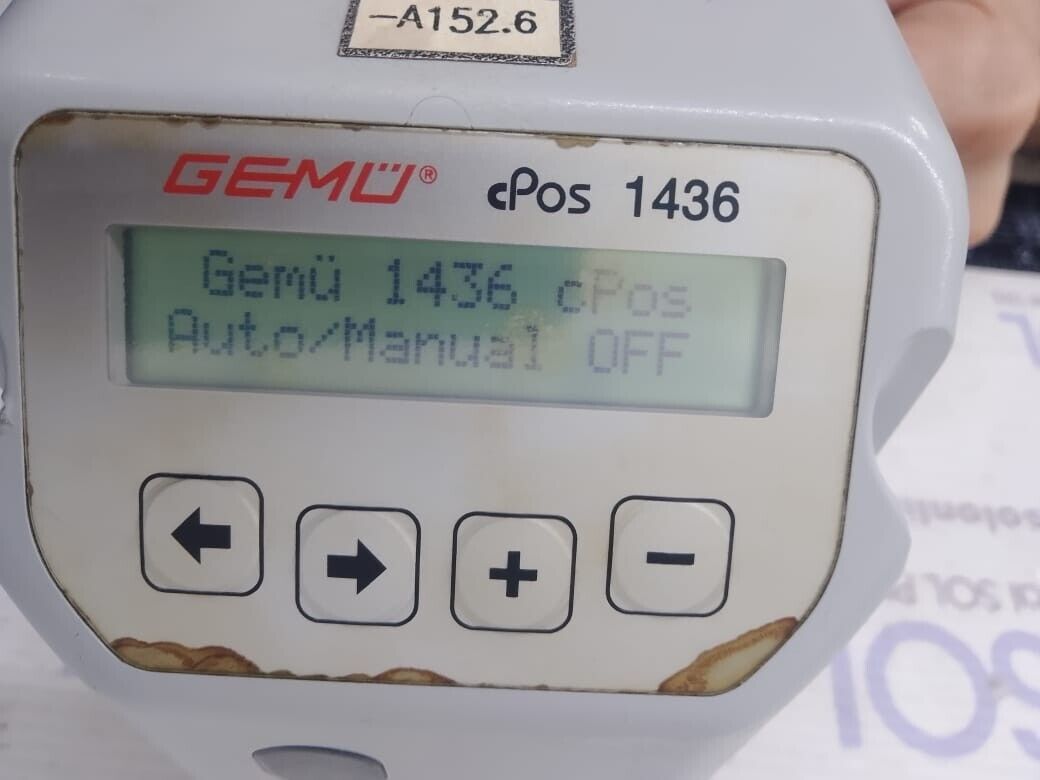 -A152.6
GEMÜ® cPos 1436
Gemü 1436 cPos
Auto/Manual OFF